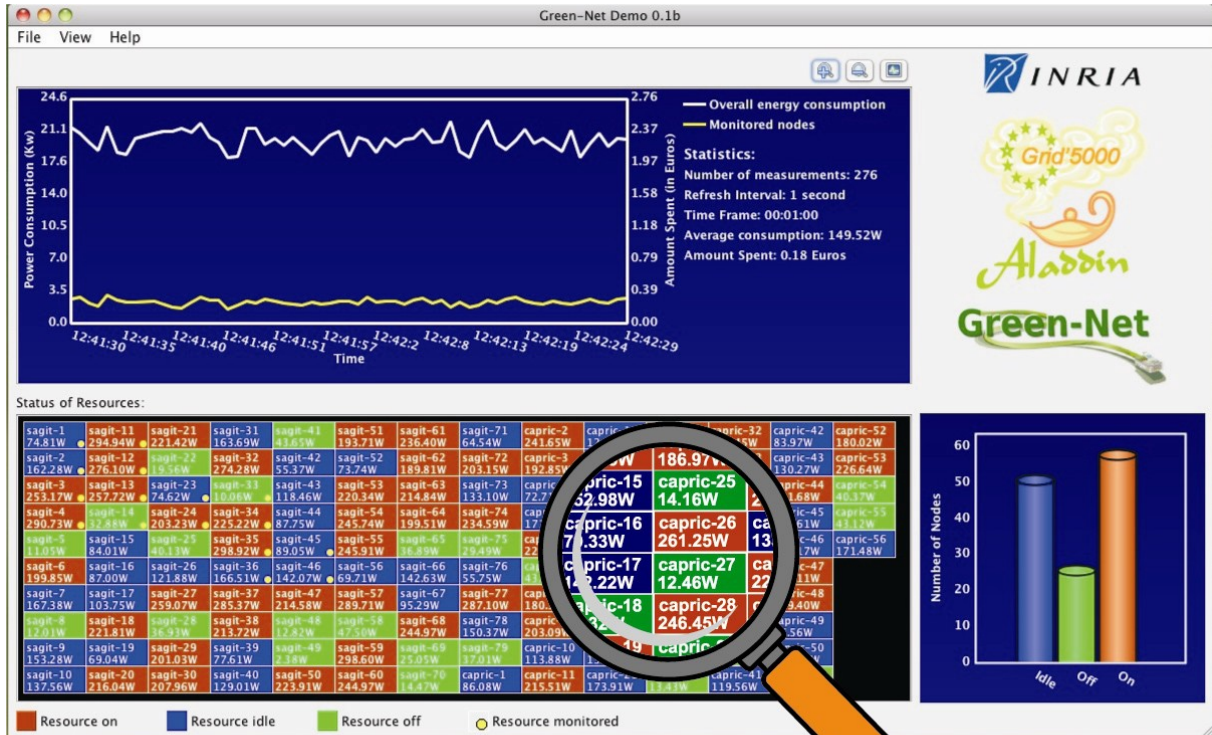 Green-Net Demo 0.1b
File View Help
24.6
21.1
17.6
14.0
10.5
7.0
3.5
0.0
Power Consumption (Kw)
2.76
2.37
1.97
1.58
1.18
0.79
0.39
0.00
Amount Spent (in Euros)
12:41:30 12:41:35 12:41:40 12:41:46 12:41:51 12:41:57 12:42:2 12:42:8 12:42:13 12:42:19 12:42:24 12:42:29
Time
Overall energy consumption
Monitored nodes
Statistics:
Number of measurements: 276
Refresh Interval: 1 second
Time Frame: 00:01:00
Average consumption: 149.52W
Amount Spent: 0.18 Euros
INRIA
Grid'5000
Aladdin
Green-Net
Status of Resources:
sagit-1 sagit-11 sagit-21 sagit-31 sagit-41 sagit-51 sagit-61 sagit-71 capric-2 capric-42 capric-52
74.81W 294.94W 221.42W 163.69W 43.65W 193.71W 236.40W 64.54W 241.65W 83.97W 180.02W
sagit-2 sagit-12 sagit-22 sagit-36 sagit-42 sagit-52 sagit-62 sagit-72 capric-3 capric-43 capric-53
162.28W 276.10W 19.56W 274.28W 55.37W 73.74W 189.81W 203.15W 192.85W 186.97W 130.27W 226.64W
sagit-3 sagit-13 sagit-23 sagit-33 sagit-43 sagit-53 sagit-63 sagit-73 capric-25 capric-54
253.17W 257.72W 74.62W 10.06W 118.46W 220.34W 214.84W 133.10W 14.16W 40.37W
sagit-4 sagit-14 sagit-24 sagit-34 sagit-44 sagit-54 sagit-64 sagit-74 capric-16 capric-26 capric-55
290.73W 32.88W 203.23W 225.22W 87.75W 245.74W 199.51W 234.59W 261.25W 43.12W
sagit-5 sagit-15 sagit-25 sagit-35 sagit-45 sagit-55 sagit-65 sagit-75 capric-27 capric-56
11.05W 84.01W 40.13W 298.92W 89.05W 245.91W 36.89W 29.49W 12.46W 171.48W
sagit-6 sagit-16 sagit-26 sagit-36 sagit-46 sagit-56 sagit-66 sagit-76 capric-28
199.85W 87.00W 121.88W 166.51W 142.07W 69.71W 142.63W 55.75W 246.45W
sagit-7 sagit-17 sagit-27 sagit-37 sagit-47 sagit-57 sagit-67 sagit-77
167.38W 103.75W 259.07W 285.37W 214.58W 289.71W 95.29W 287.10W
sagit-8 sagit-18 sagit-28 sagit-38 sagit-48 sagit-58 sagit-68 sagit-78
12.01W 221.81W 36.93W 213.72W 12.82W 47.50W 244.97W 150.37W
sagit-9 sagit-19 sagit-29 sagit-39 sagit-49 sagit-59 sagit-69 sagit-79 capric-10
153.28W 69.04W 201.03W 77.61W 2.38W 298.60W 25.05W 37.01W 113.88W
sagit-10 sagit-20 sagit-30 sagit-40 sagit-50 sagit-60 sagit-70 capric-1 capric-11
137.56W 216.04W 207.96W 129.01W 223.91W 244.97W 14.47W 86.08W 215.51W 173.91W 13.43W 119.56W
Resource on Resource idle Resource off Resource monitored
60
50
40
30
20
10
0
Number of Nodes
Idle Off On